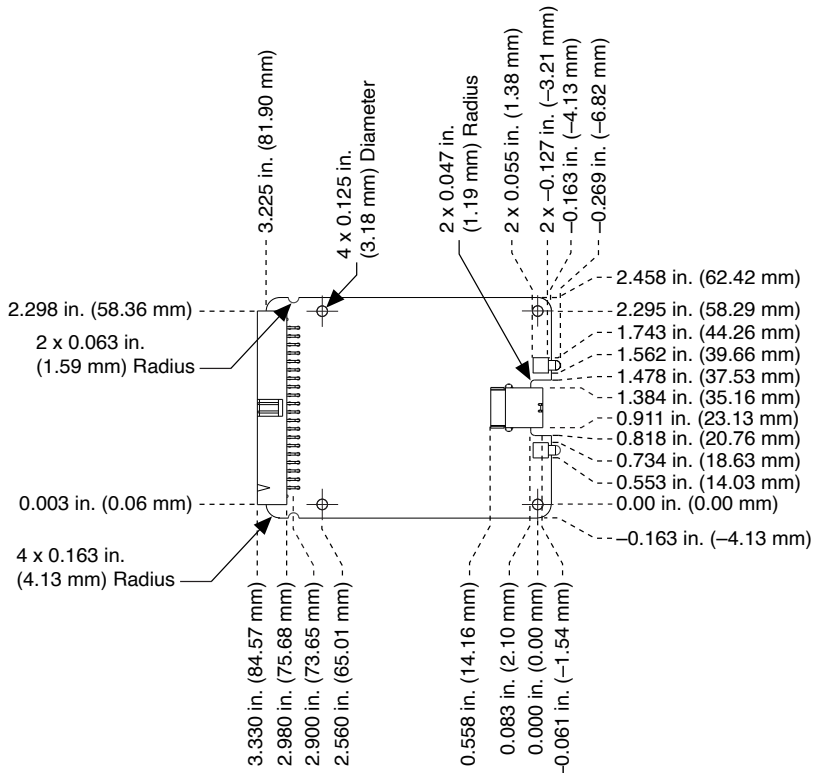 3.225 in. (81.90 mm)
4 x 0.125 in.
(3.18 mm) Diameter
2 x 0.047 in.
(1.19 mm) Radius
2 x 0.055 in. (1.38 mm)
2 x –0.127 in. (–3.21 mm)
–0.163 in. (–4.13 mm)
–0.269 in. (–6.82 mm)
2.298 in. (58.36 mm)
2 x 0.063 in.
(1.59 mm) Radius
0.003 in. (0.06 mm)
4 x 0.163 in.
(4.13 mm) Radius
2.458 in. (62.42 mm)
2.295 in. (58.29 mm)
1.743 in. (44.26 mm)
1.562 in. (39.66 mm)
1.478 in. (37.53 mm)
1.384 in. (35.16 mm)
0.911 in. (23.13 mm)
0.818 in. (20.76 mm)
0.734 in. (18.63 mm)
0.553 in. (14.03 mm)
0.00 in. (0.00 mm)
–0.163 in. (–4.13 mm)
3.330 in. (84.57 mm)
2.980 in. (75.68 mm)
2.900 in. (73.65 mm)
2.560 in. (65.01 mm)
0.558 in. (14.16 mm)
0.083 in. (2.10 mm)
0.000 in. (0.00 mm)
–0.061 in. (–1.54 mm)